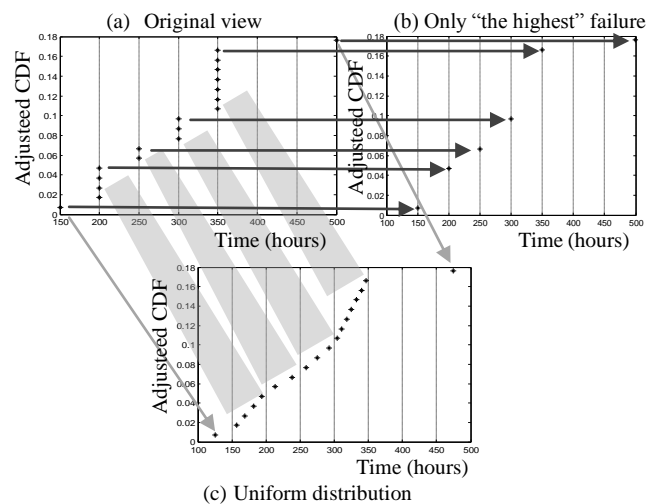 (a) Original view
(b) Only “the highest” failure
Adjusteed CDF
0.18
0.16
0.14
0.12
0.1
0.08
0.06
0.04
0.02
0
150 200 250 300 350 400 450 500
Time (hours)
Adjusteed CDF
0.18
0.16
0.14
0.12
0.1
0.08
0.06
0.04
0.02
0
100 150 200 250 300 350 400 450 500
Time (hours)
Adjusteed CDF
0.18
0.16
0.14
0.12
0.1
0.08
0.06
0.04
0.02
0
100 150 200 250 300 350 400 450 500
Time (hours)
(c) Uniform distribution